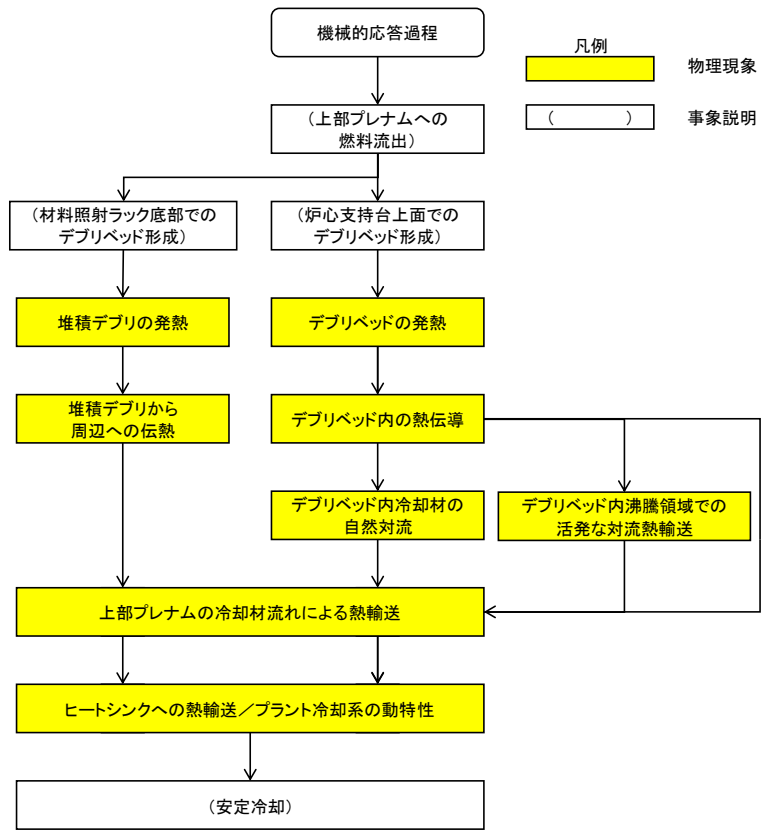 機械的応答過程
凡例
物理現象
（　　　　　）
事象説明
（上部プレナムへの
燃料流出）
（材料照射ラック底部での
デブリベッド形成）
（炉心支持台上面での
デブリベッド形成）
堆積デブリの発熱
デブリベッドの発熱
堆積デブリから
周辺への伝熱
デブリベッド内の熱伝導
デブリベッド内冷却材の
自然対流
デブリベッド内沸騰領域での
活発な対流熱輸送
上部プレナムの冷却材流れによる熱輸送
ヒートシンクへの熱輸送／プラント冷却系の動特性
（安定冷却）